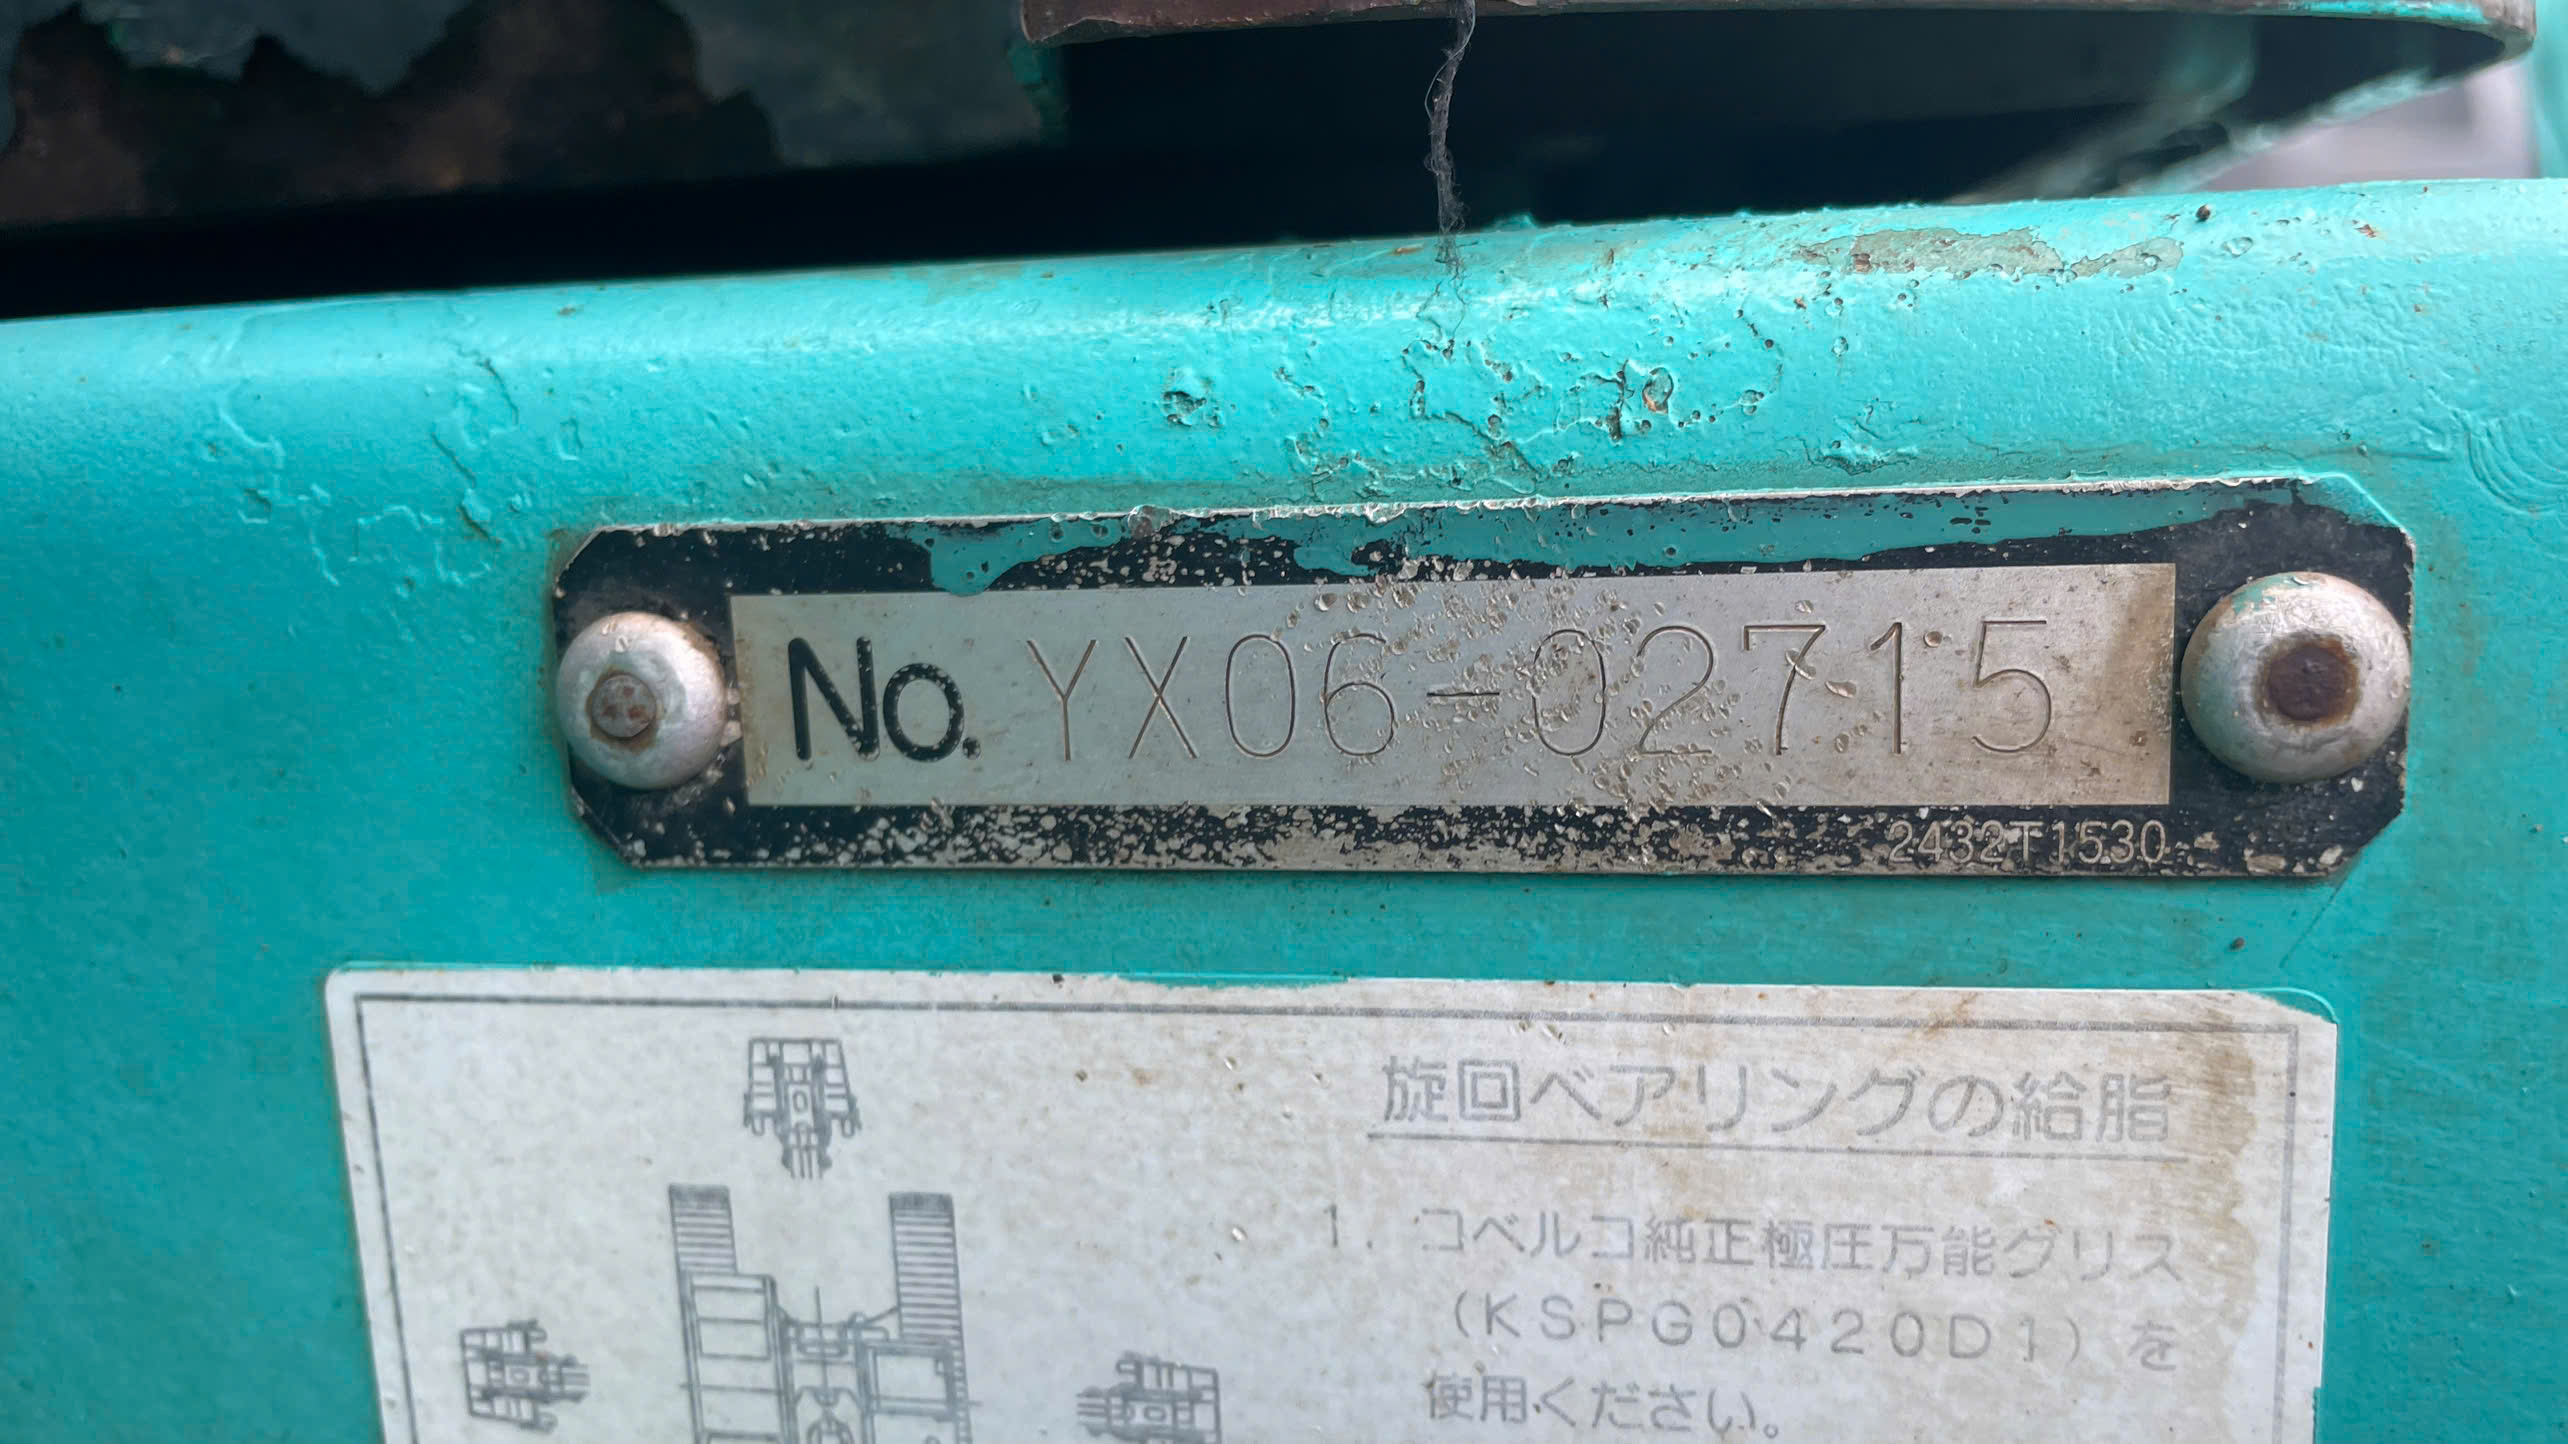 No. YX06-02715
2432T1530
旋回ベアリングの給脂
1. コベルコ純正極圧万能グリス
(KSPG0420D1)を
使用ください。